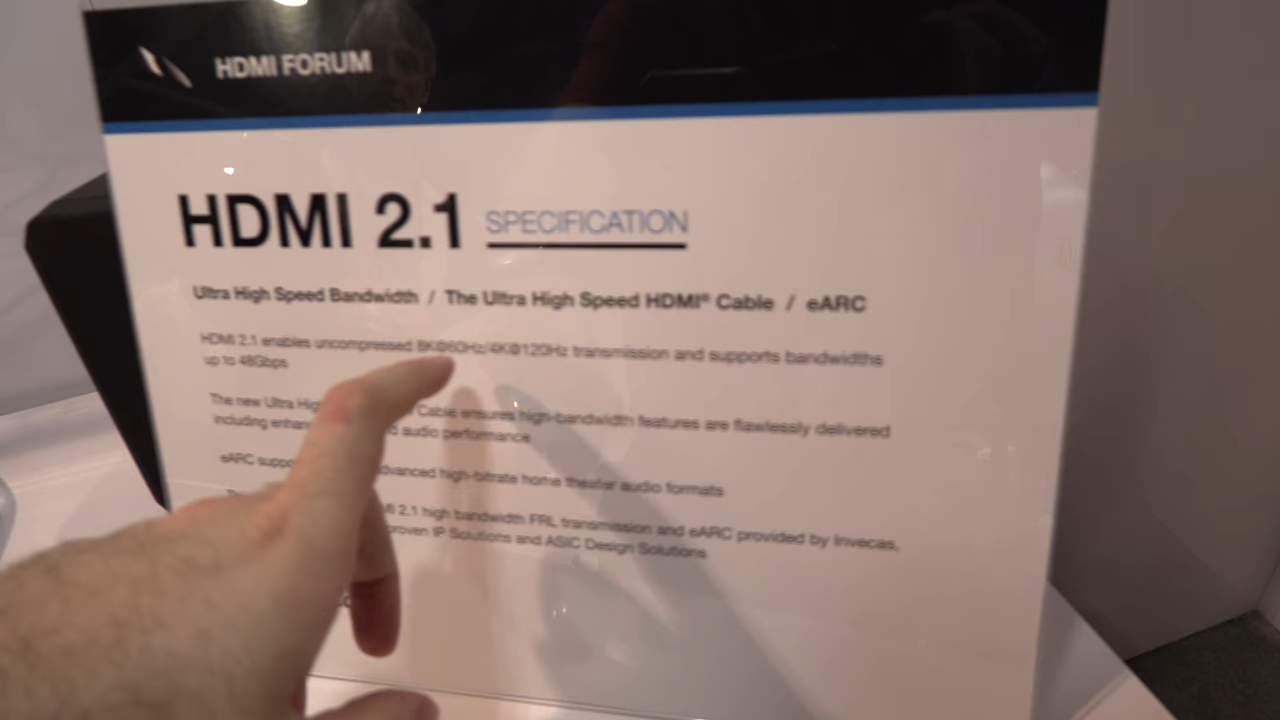 HDMI FORUM
HDMI 2.1 SPECIFICATION
Ultra High Speed Bandwidth / The Ultra High Speed HDMI® Cable / eARC
HDMI 2.1 enables uncompressed 8K@60Hz/4K@120Hz transmission and supports bandwidths
up to 48Gbps
The new Ultra Cable ensures high-bandwidth features are flawlessly delivered
including audio performance
eARC high-bitrate home theater audio formats
2.1 high bandwidth FRL transmission and eARC provided by Invecas,
IP Solutions and ASIC Design Solutions